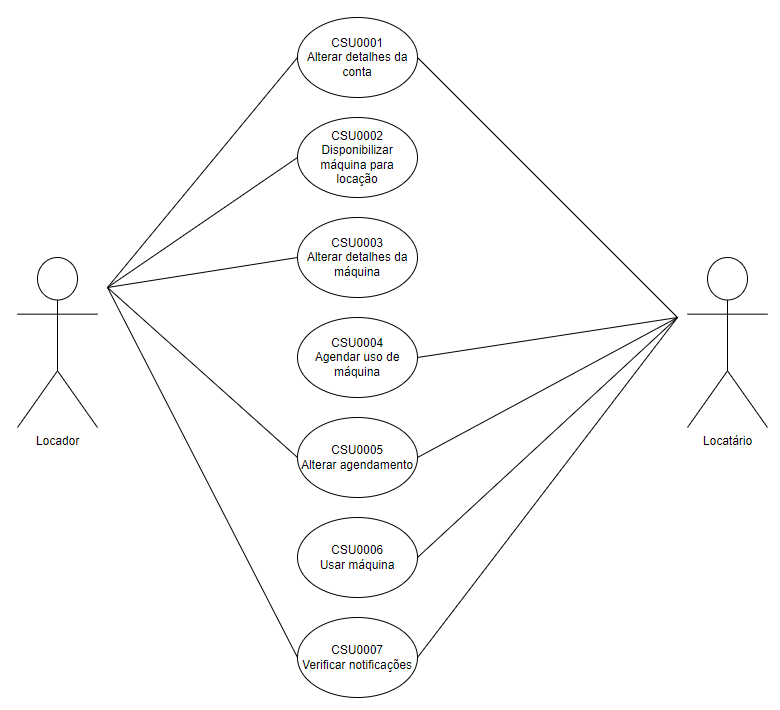 CSU0001
Alterar detalhes da
conta
CSU0002
Disponibilizar
máquina para
locação
CSU0003
Alterar detalhes da
máquina
CSU0004
Agendar uso de
máquina
Locador
Locatário
CSU0005
Alterar agendamento
CSU0006
Usar máquina
CSU0007
Verificar notificações